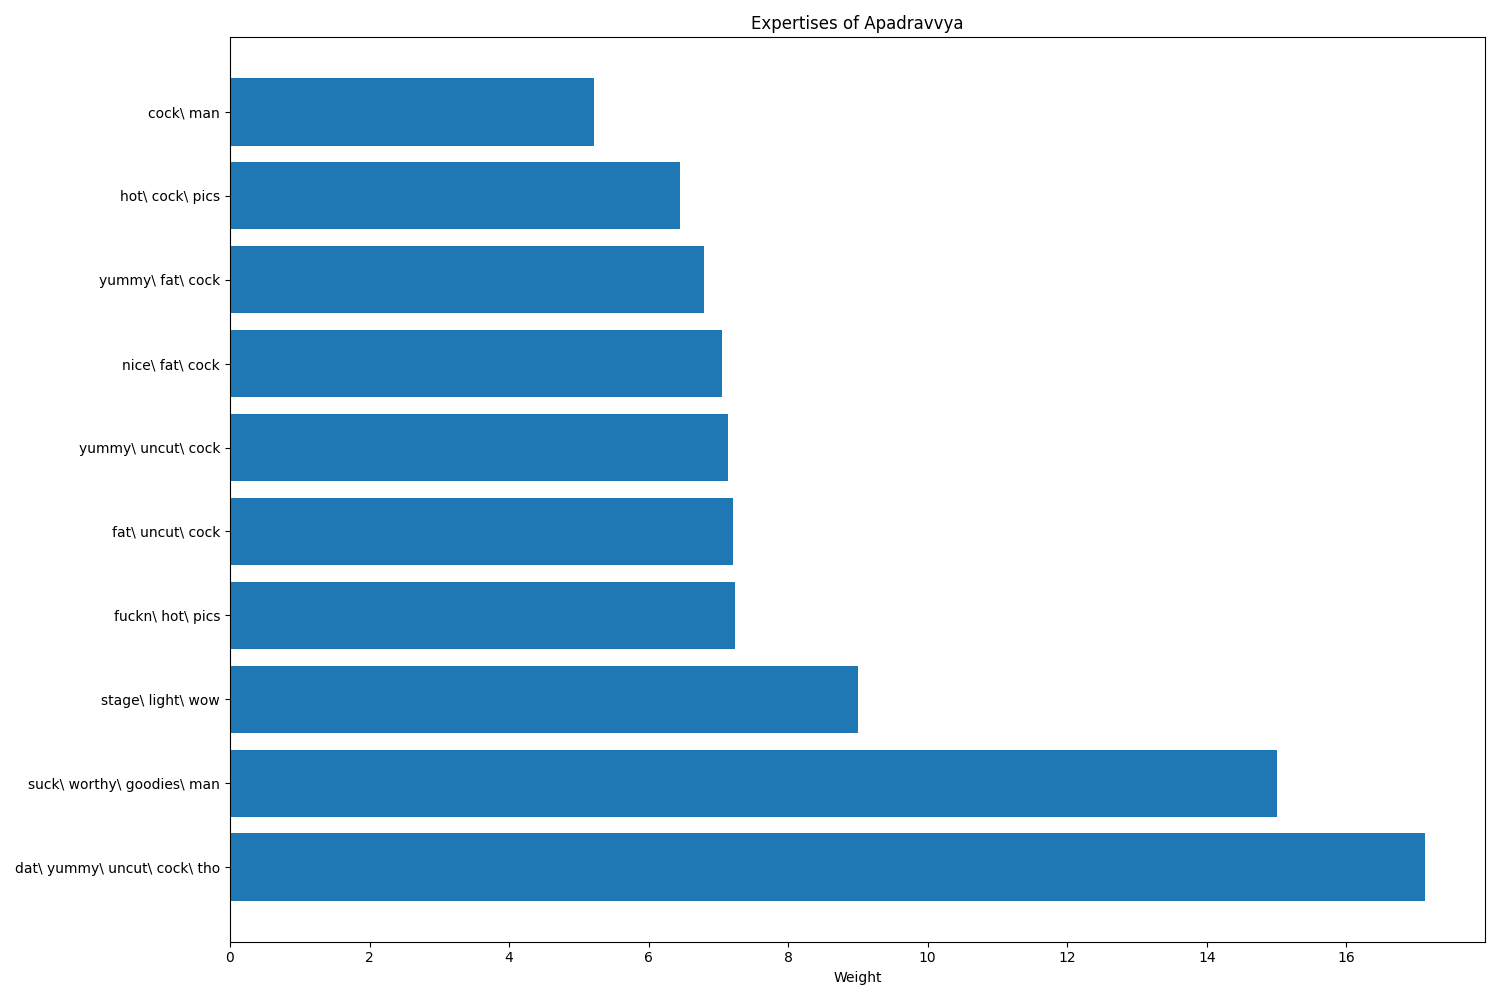 Expertises of Apadravvya
cock\ man
hot\ cock\ pics
yummy\ fat\ cock
nice\ fat\ cock
yummy\ uncut\ cock
fat\ uncut\ cock
fuckn\ hot\ pics
stage\ light\ wow
suck\ worthy\ goodies\ man
dat\ yummy\ uncut\ cock\ tho
0 2 4 6 8 10 12 14 16
Weight